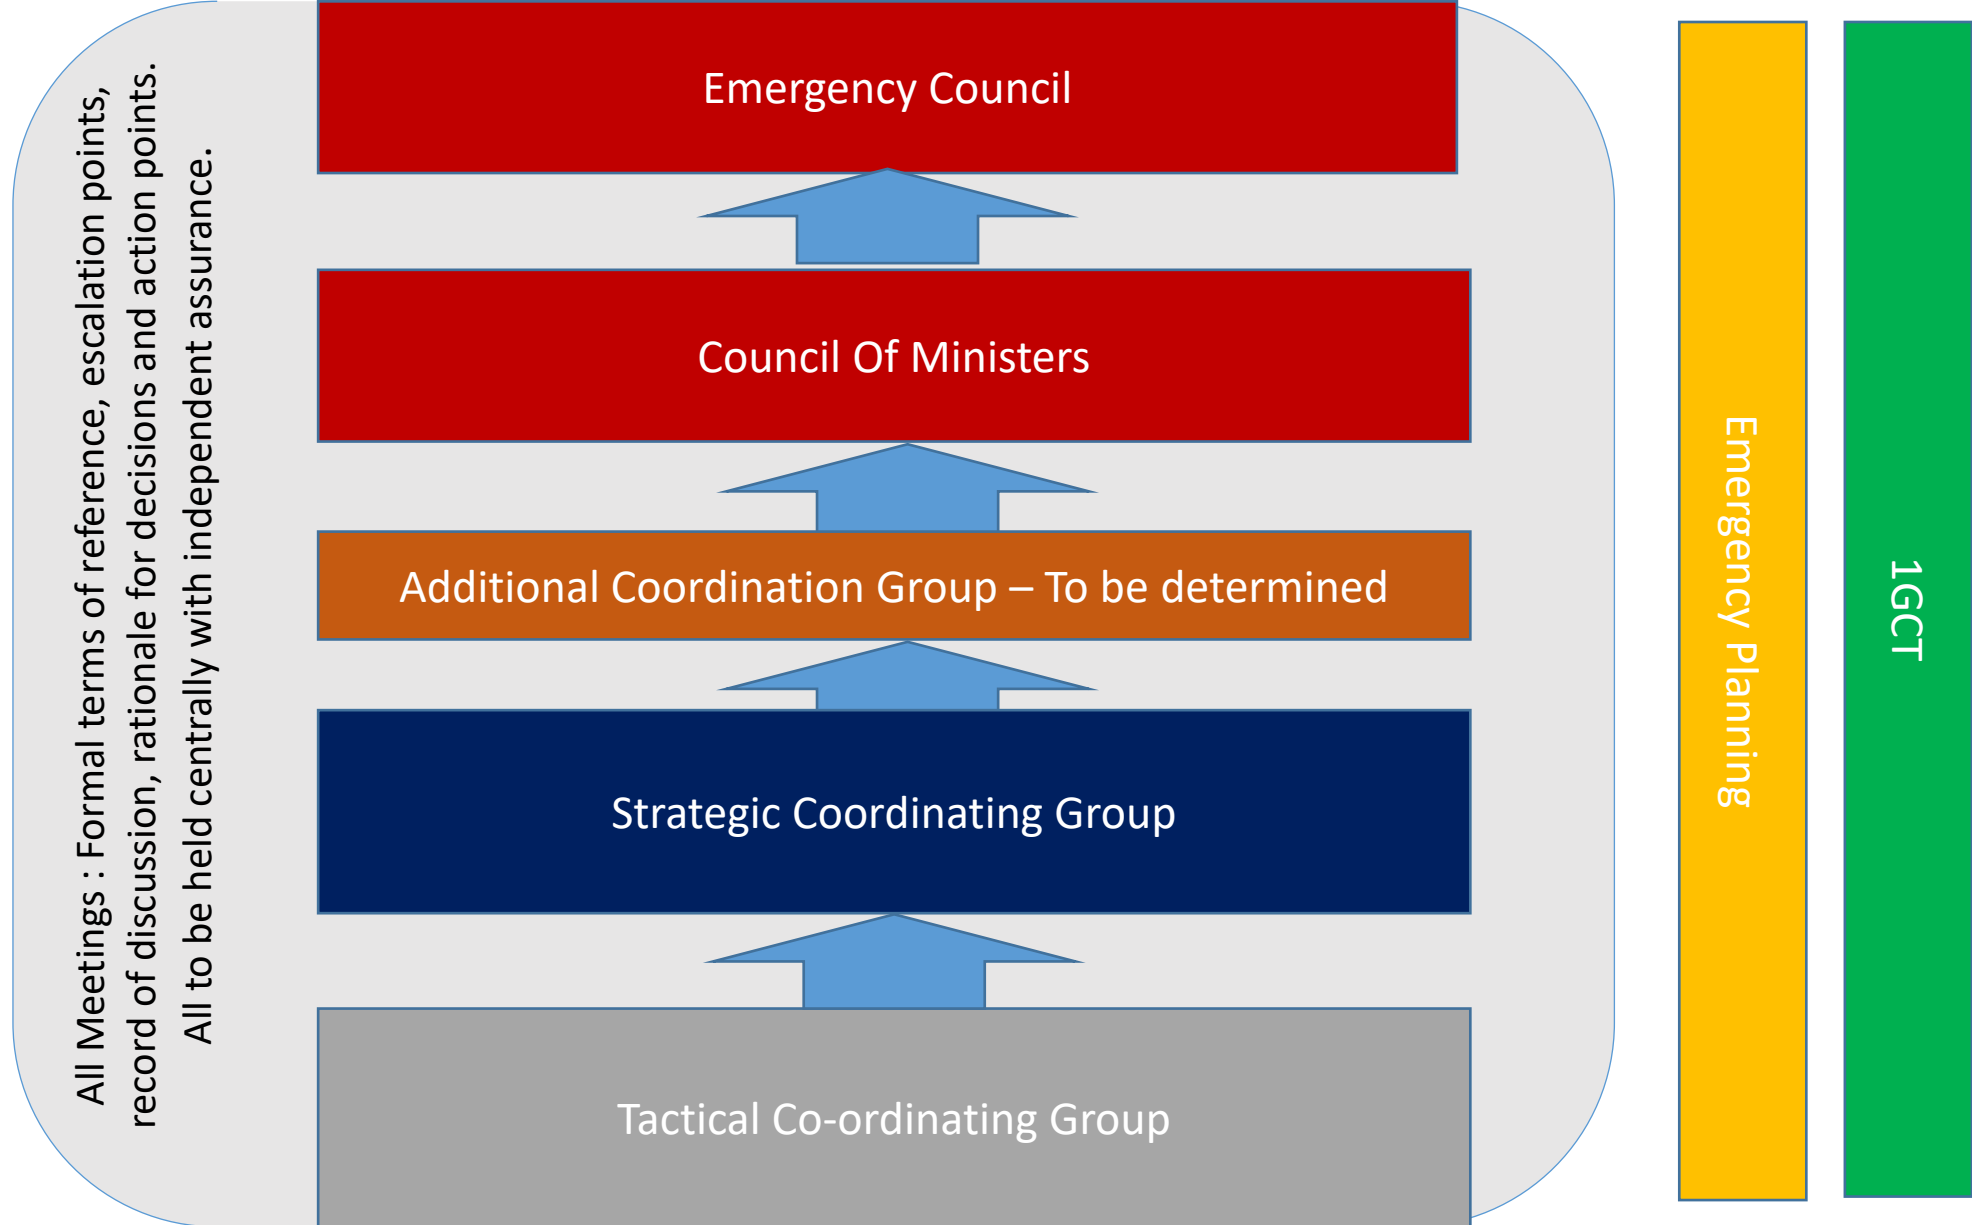 All Meetings : Formal terms of reference, escalation points,
record of discussion, rationale for decisions and action points.
All to be held centrally with independent assurance.
Emergency Council
Council Of Ministers
Additional Coordination Group – To be determined
Strategic Coordinating Group
Tactical Co-ordinating Group
Emergency Planning
1GCT